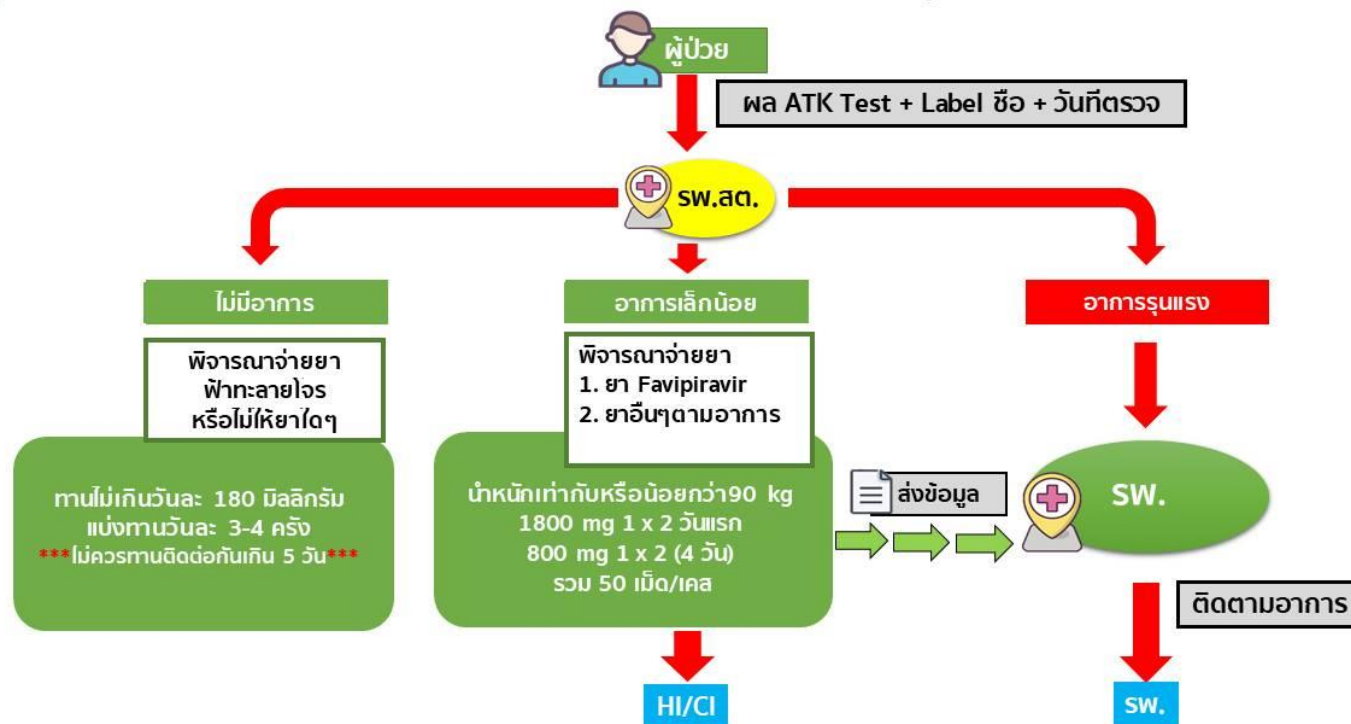 ผู้ป่วย
ผล ATK Test + Label ชื่อ + วันที่ตรวจ
รพ.สต.
ไม่มีอาการ
พิจารณาจ่ายยา
ฟ้าทะลายโจร
หรือไม่ให้ยาใดๆ
ทานไม่เกินวันละ 180 มิลลิกรัม
แบ่งทานวันละ 3-4 ครั้ง
***ไม่ควรทานติดต่อกันเกิน 5 วัน***
อาการเล็กน้อย
พิจารณาจ่ายยา
1. ยา Favipiravir
2. ยาอื่นๆตามอาการ
น้ำหนักเท่ากับหรือน้อยกว่า90 kg
1800 mg 1 x 2 วันแรก
800 mg 1 x 2 (4 วัน)
รวม 50 เม็ด/เคส
HI/CI
ส่งข้อมูล
อาการรุนแรง
รพ.
ติดตามอาการ
รพ.